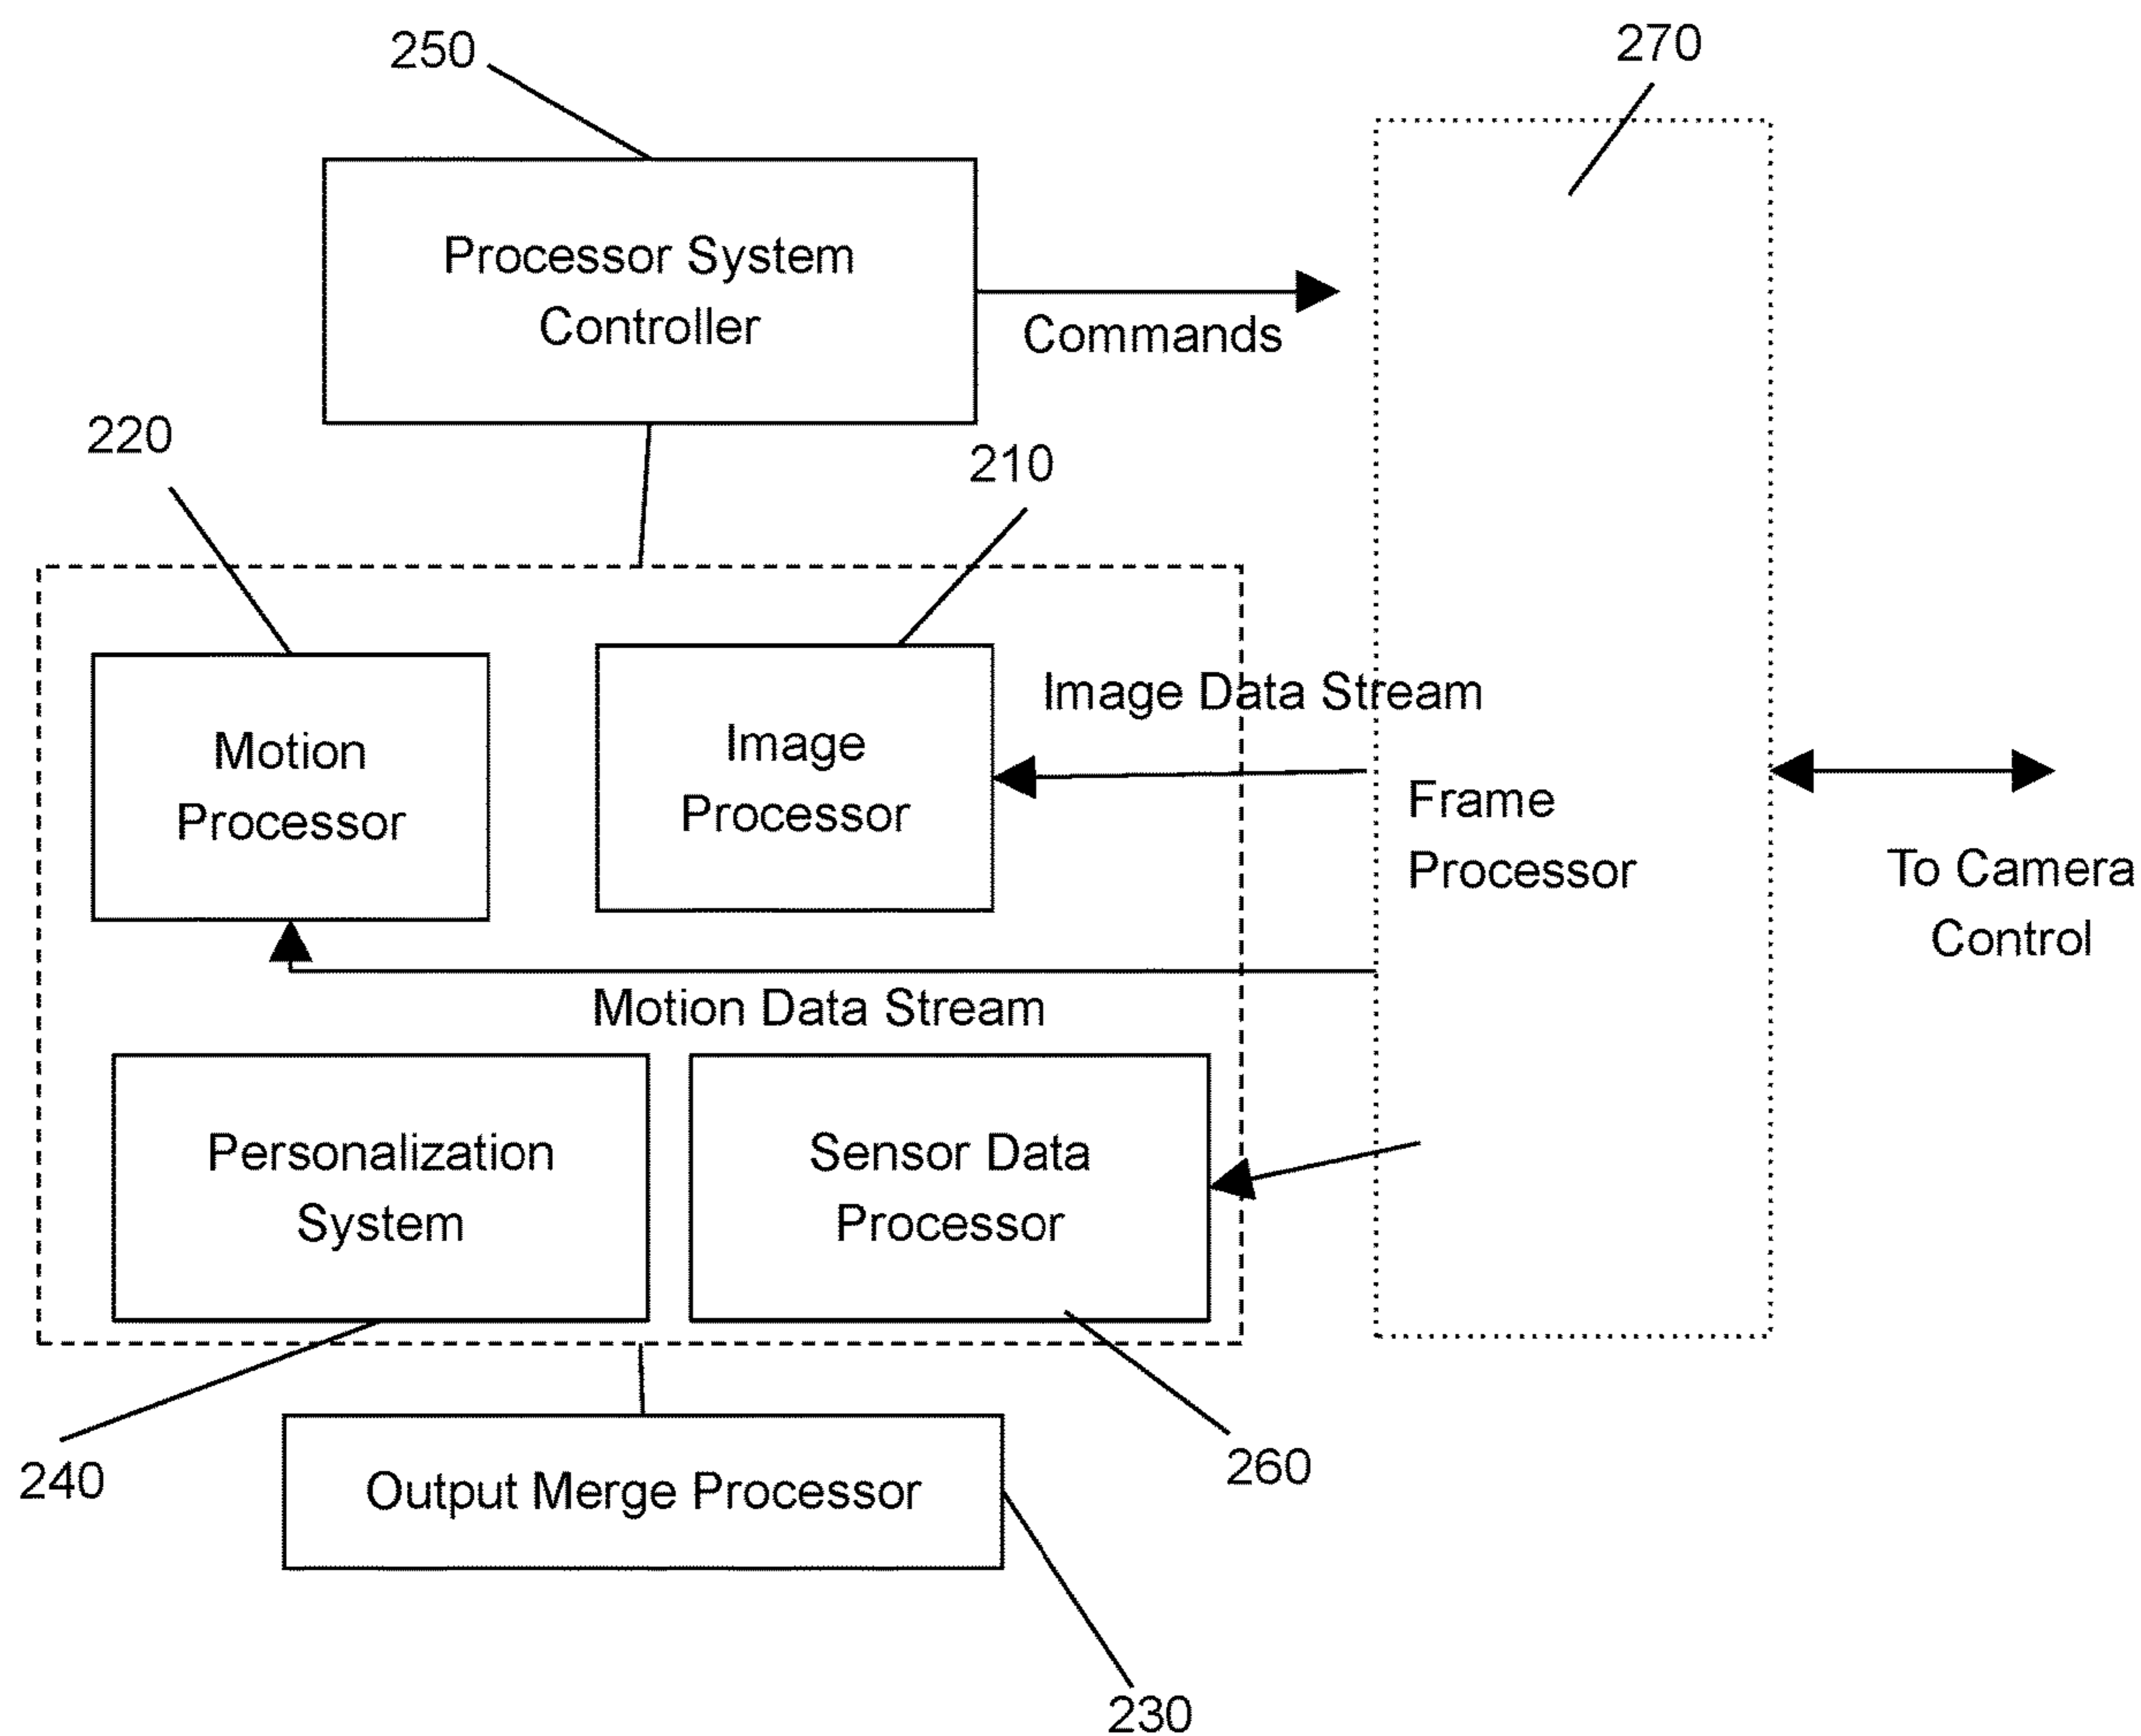 250
270
Processor System
Controller
Commands
220
210
Image Data Stream
Motion
Processor
Image
Processor
Frame
Processor
To Camera
Control
Motion Data Stream
Personalization
System
Sensor Data
Processor
240
Output Merge Processor
260
230